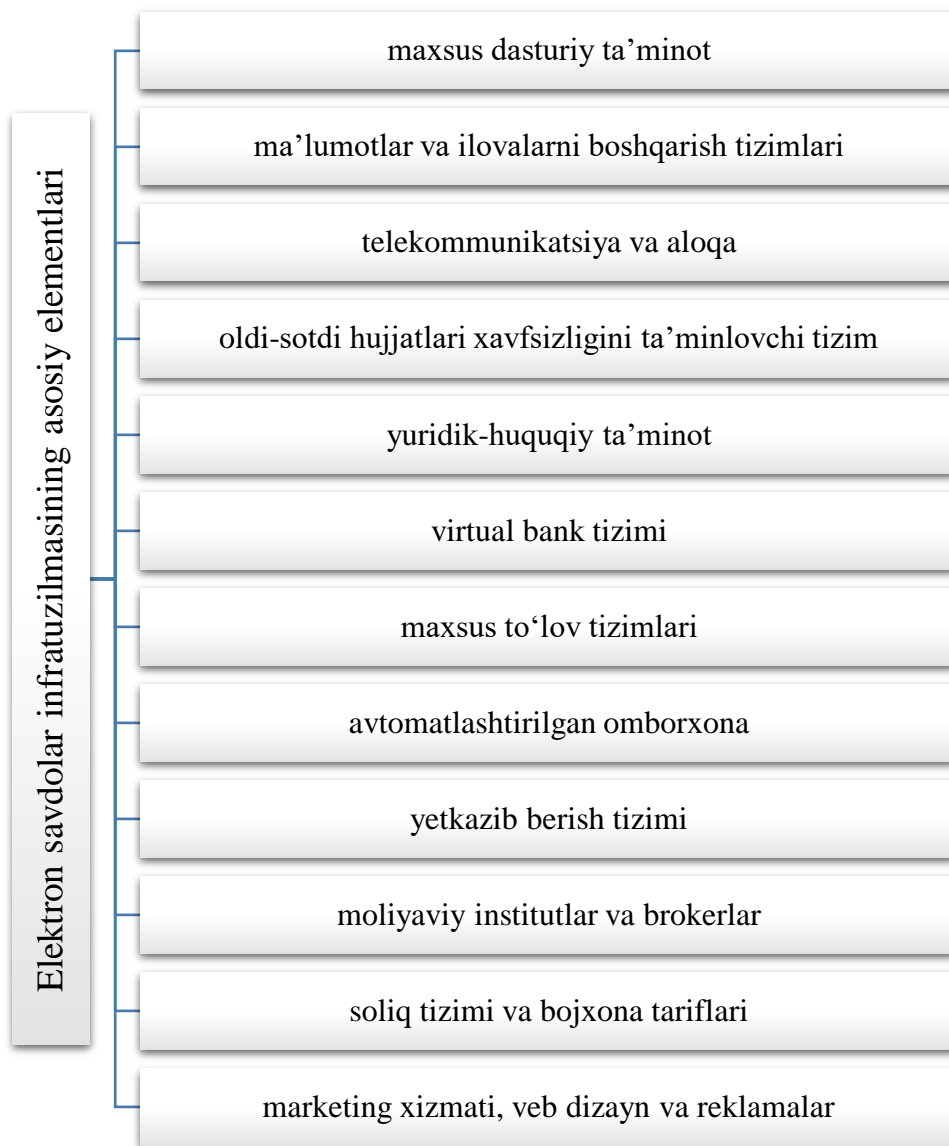 Elektron savdolar infratuzilmasining asosiy elementlari
maxsus dasturiy ta’minot
ma’lumotlar va ilovalarni boshqarish tizimlari
telekommunikatsiya va aloqa
oldi-sotdi hujjatlari xavfsizligini ta’minlovchi tizim
yuridik-huquqiy ta’minot
virtual bank tizimi
maxsus to‘lov tizimlari
avtomatlashtirilgan omborxona
yetkazib berish tizimi
moliyaviy institutlar va brokerlar
soliq tizimi va bojxona tariflari
marketing xizmati, veb dizayn va reklamalar